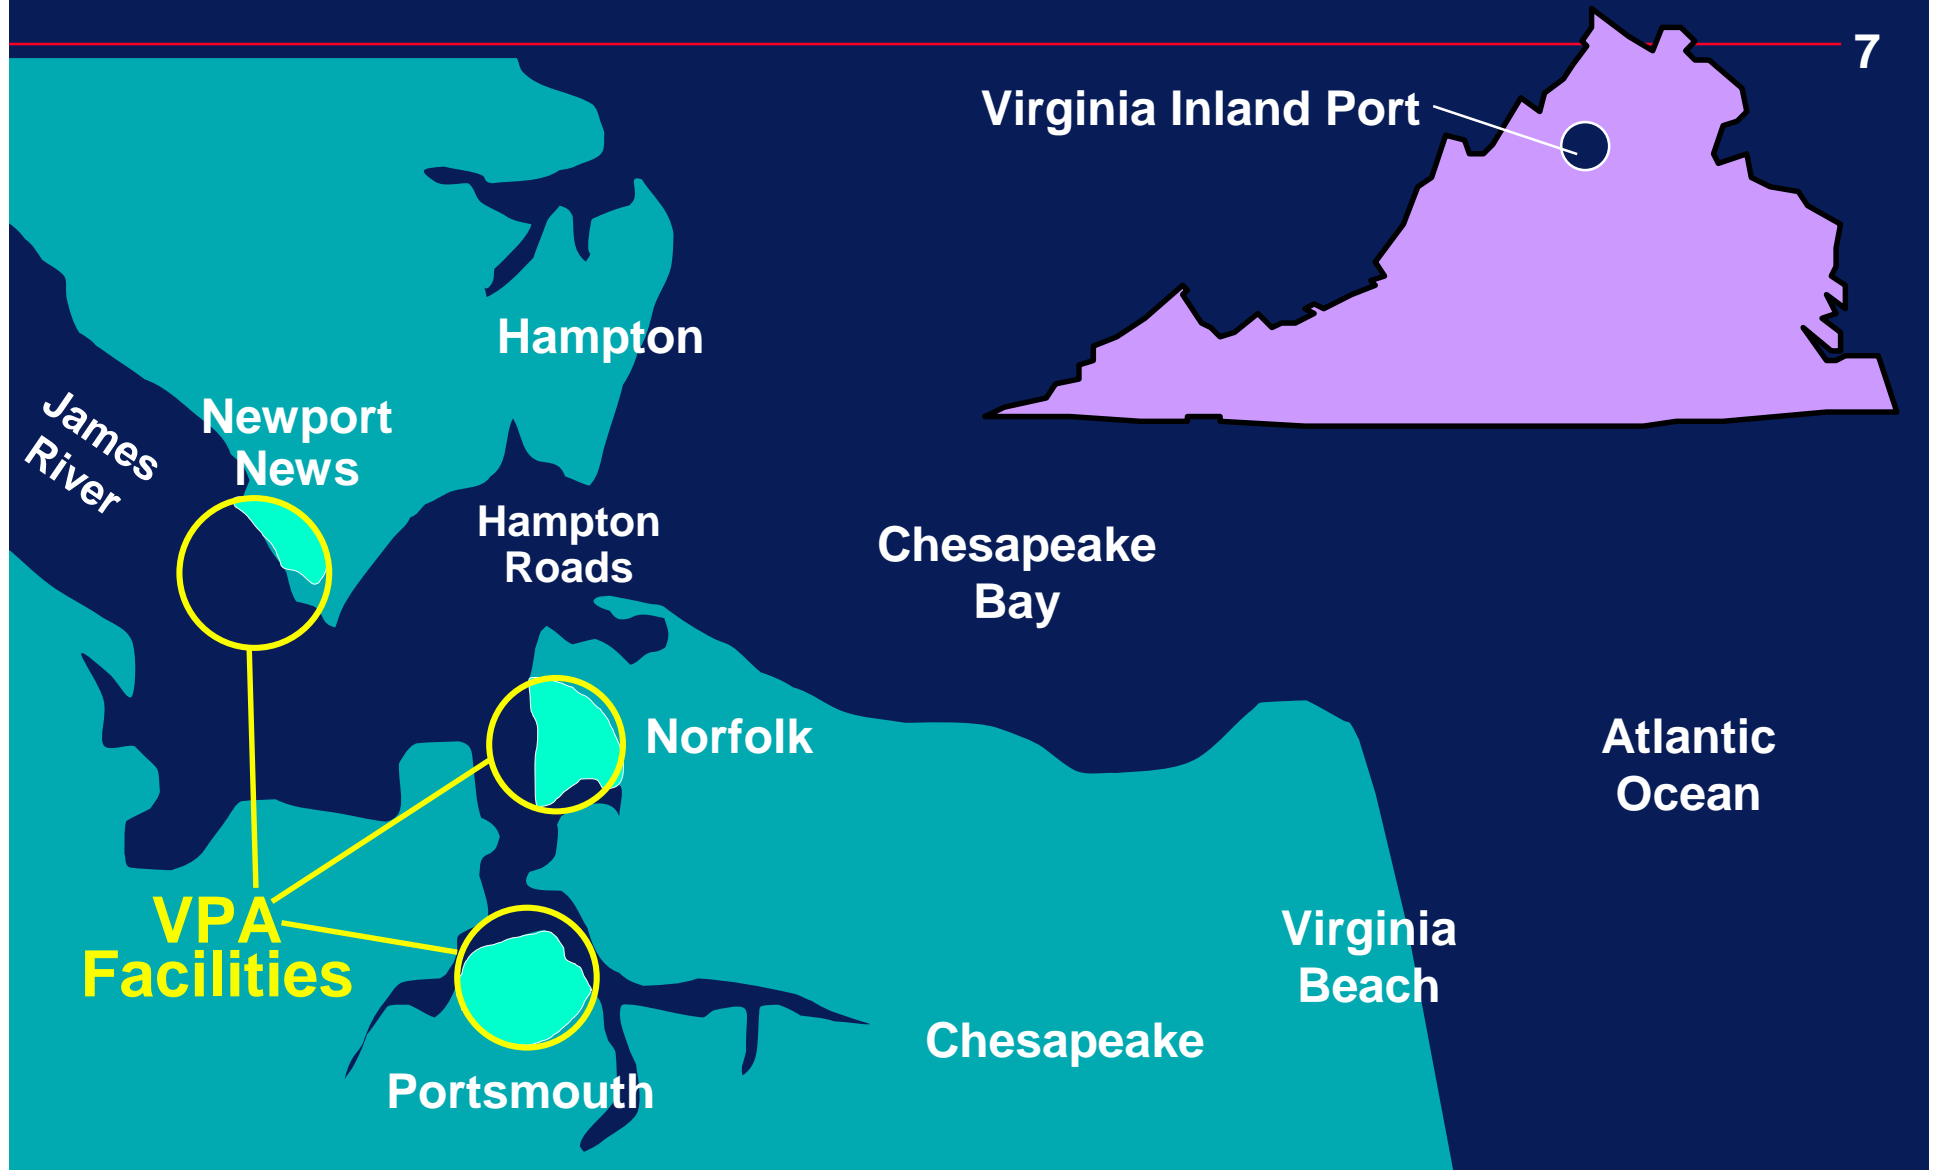 7
Virginia Inland Port
Hampton
Newport
News
James
River
Hampton
Roads
Chesapeake
Bay
Norfolk
Atlantic
Ocean
VPA
Facilities
Virginia
Beach
Chesapeake
Portsmouth